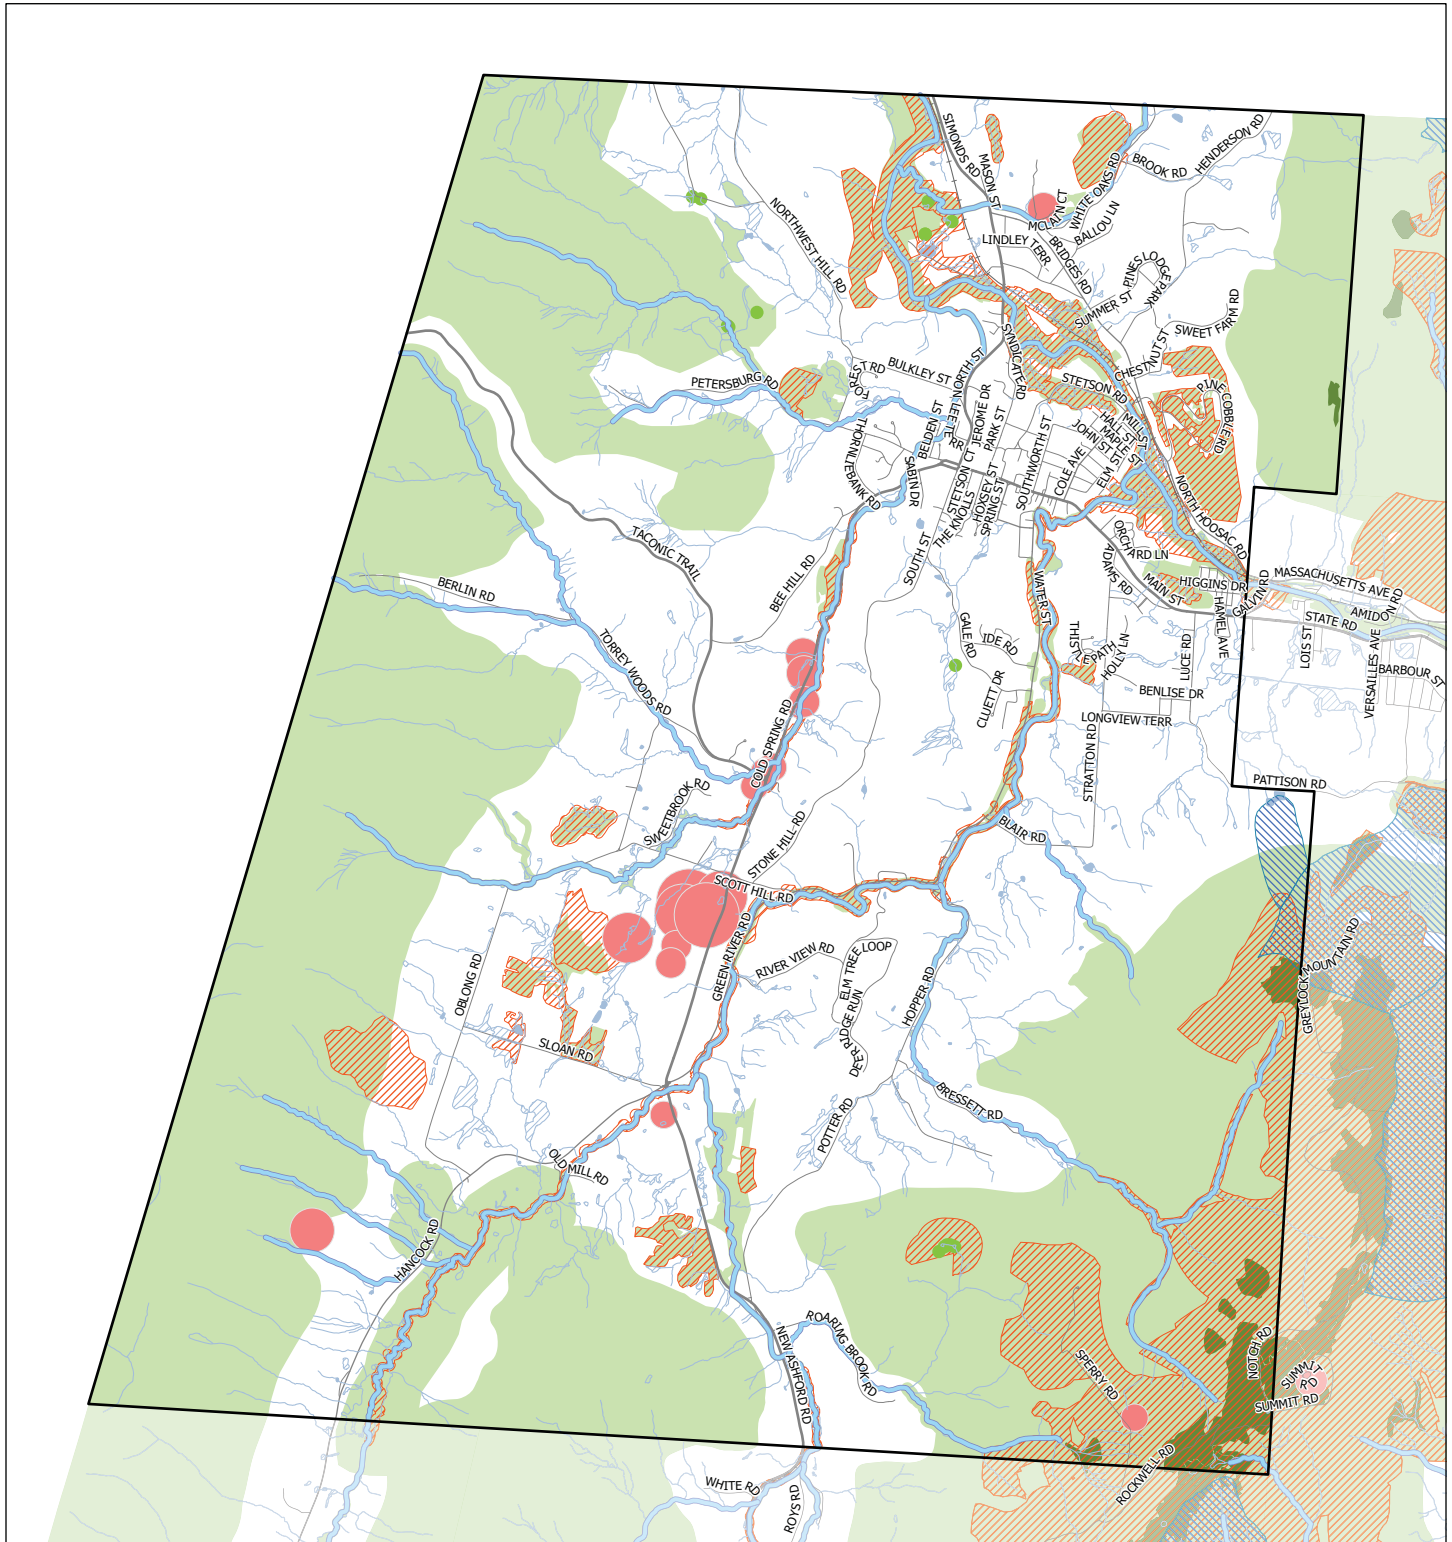 SIMONDS RD
MASON ST
BROOK RD
HENDERSON RD
WHITE OAKS RD
MCLAIN CT
BALLOU LN
LINDLEY TERR
BRIDGES RD
NORTHWEST HILL RD
PINES LODGE PARK
SUMMER ST
SWEET FARM RD
SYNDICATE RD
CHESTNUT ST
FOREST RD
BULKLEY ST
NORTH ST
PETERSBURG RD
STETSON RD
PINE COBBLE RD
BELDEN ST
JEROME DR
PARK ST
MILL ST
HALL ST
MAPLE ST
JOHN ST
ELM ST
COLE AVE
SOUTHWORTH ST
THORNLIEBANK RD
SABIN DR
STETSON CT
HOXSEY ST
SPRING ST
THE KNOLLS
SOUTH ST
NORTH HOOSAC RD
ORCHARD LN
ADAMS RD
MAIN ST
HIGGINS DR
HAMEL AVE
GALVIN RD
MASSACHUSETTS AVE
AMIDON RD
STATE RD
LOIS ST
VERSAILLES AVE
BARBOUR ST
TACONIC TRAIL
BEE HILL RD
BERLIN RD
TORREY WOODS RD
WATER ST
GALE RD
IDE RD
CLUETT DR
THISTLE PATH
HOLLY LN
LUCE RD
BENLISE DR
LONGVIEW TERR
STRATTON RD
PATTISON RD
COLD SPRING RD
SWEETBROOK RD
STONE HILL RD
BLAIR RD
SCOTT HILL RD
GREEN RIVER RD
RIVER VIEW RD
ELM TREE LOOP
DEER RIDGE RUN
HOPPER RD
GREYLOCK MOUNTAIN RD
OBLONG RD
SLOAN RD
BRESSETT RD
POTTER RD
OLD MILL RD
HANCOCK RD
ROARING BROOK RD
NEW ASHFORD RD
SPERRY RD
NOTCH RD
SUMMIT RD
SUMMIT RD
ROCKWELL RD
WHITE RD
ROYS RD